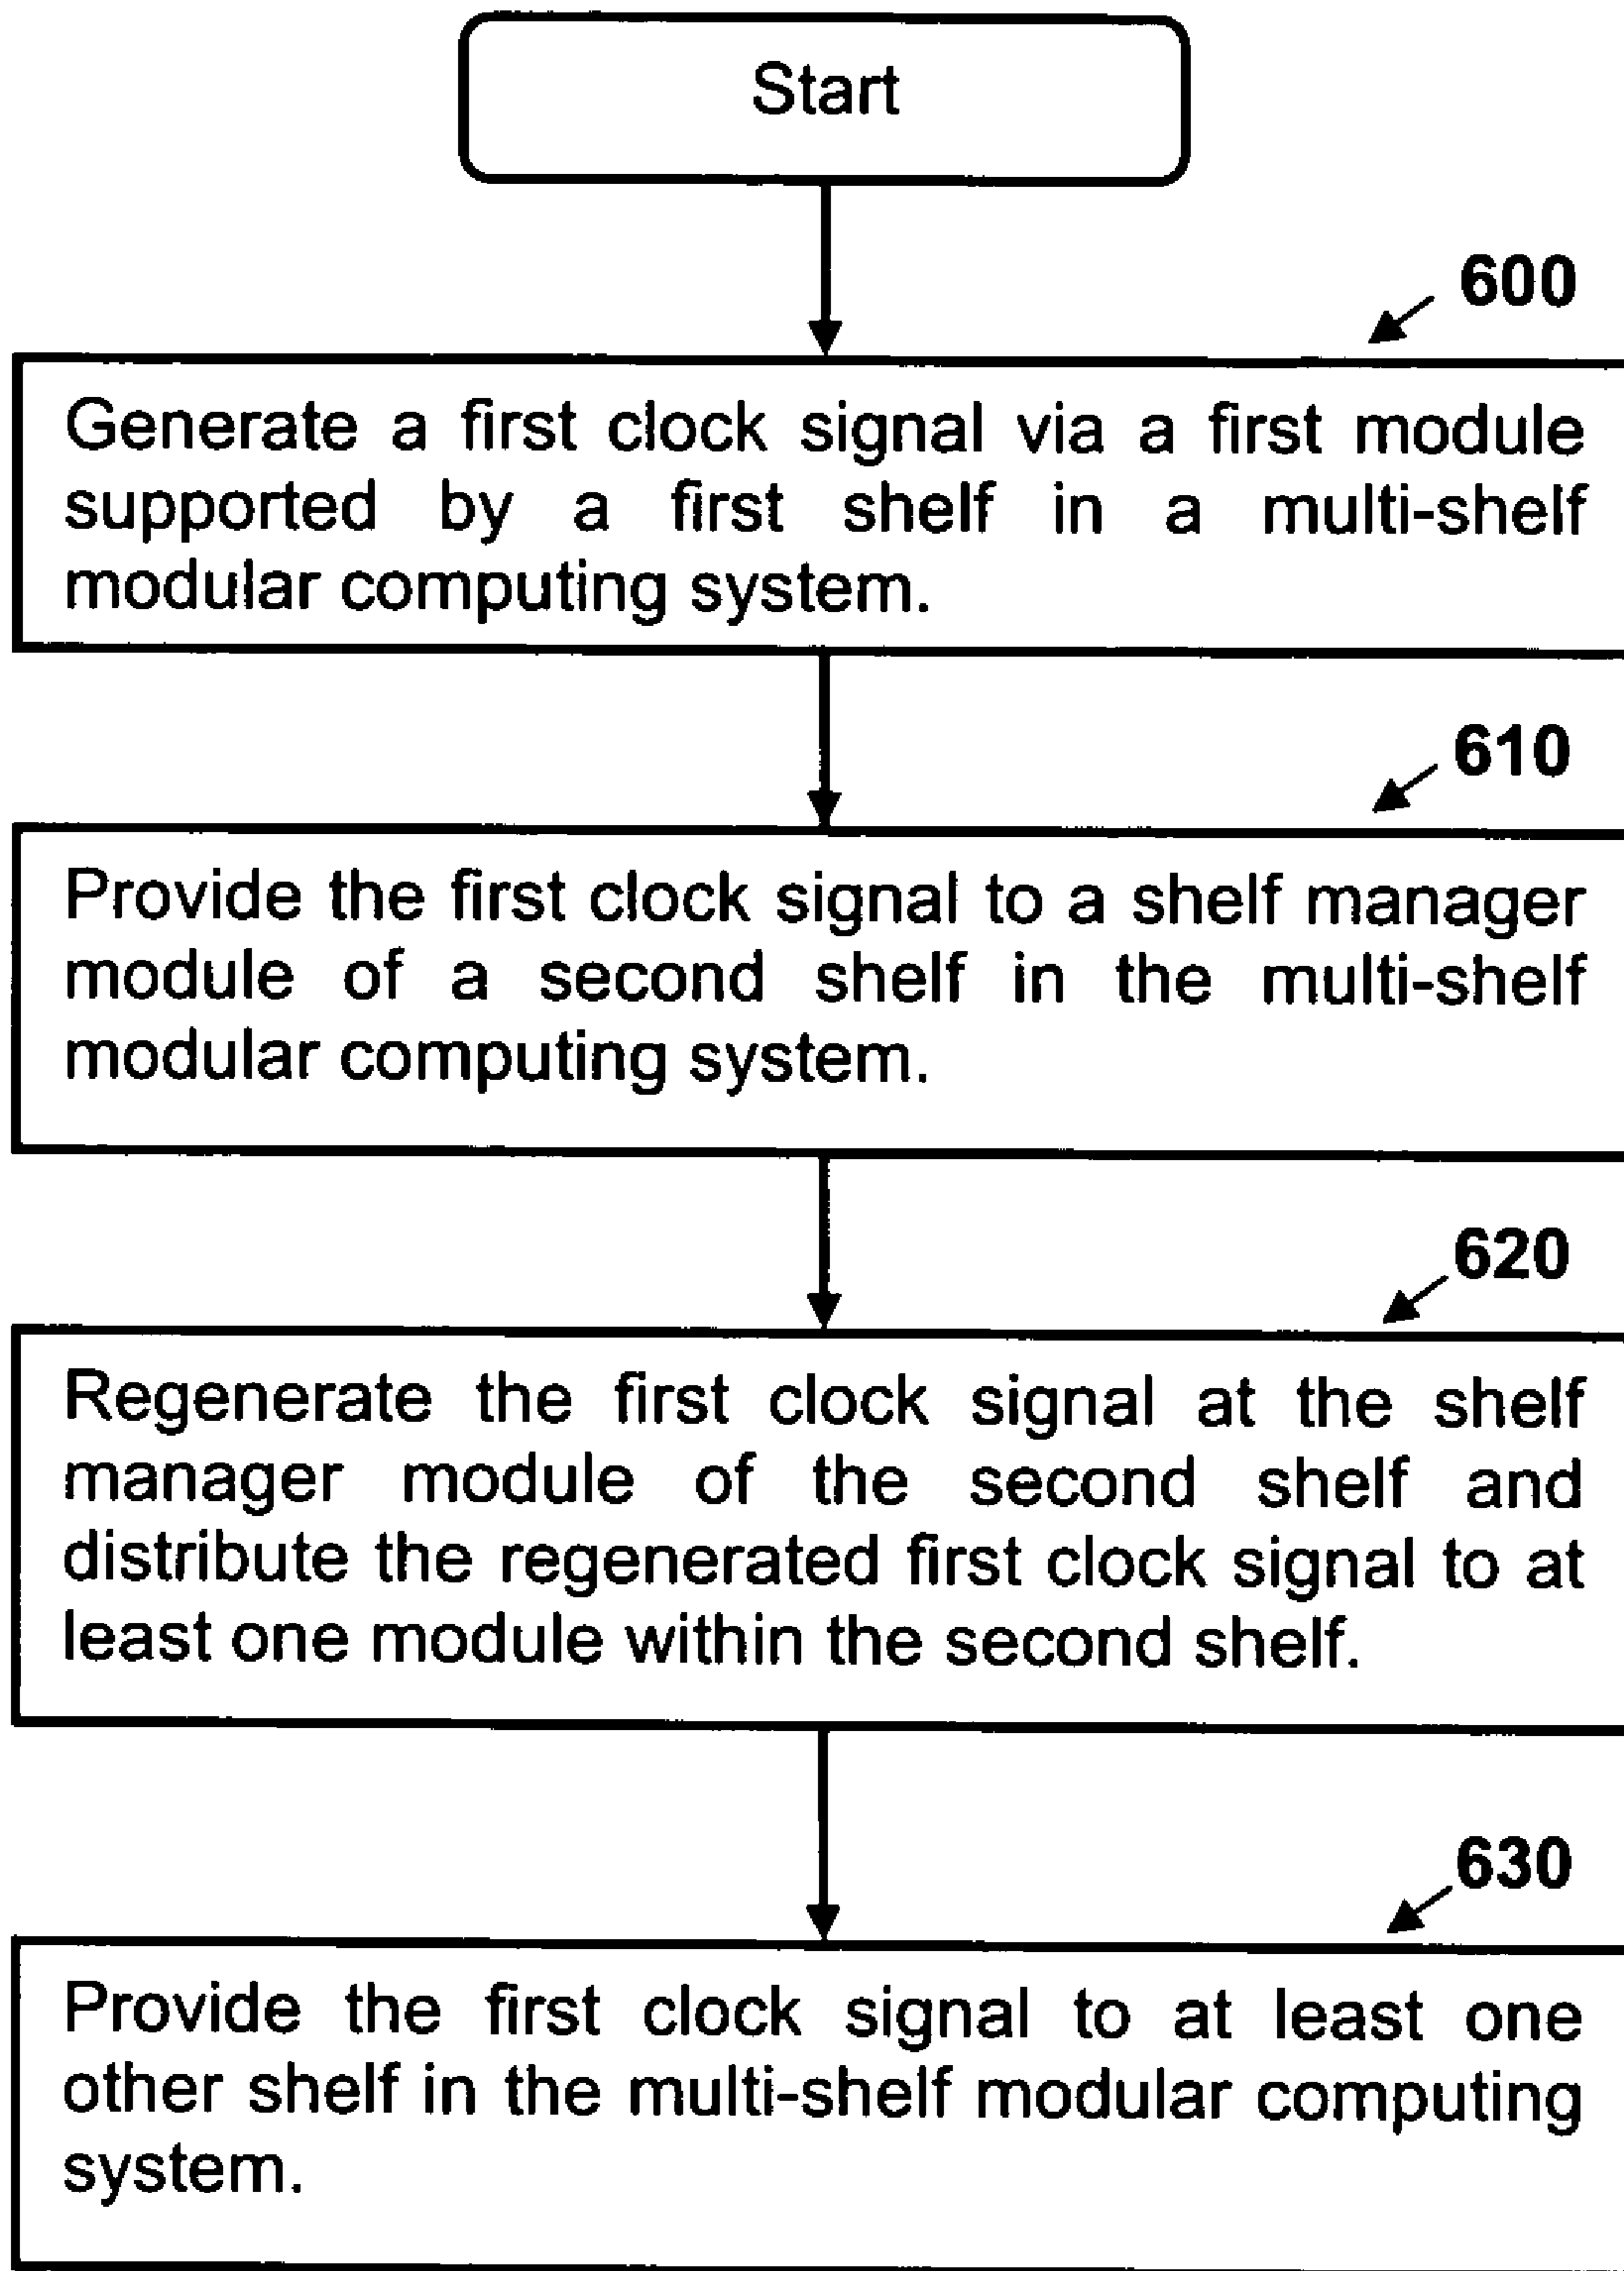 Start
600
Generate a first clock signal via a first module
supported by a first shelf in a multi-shelf
modular computing system.
610
Provide the first clock signal to a shelf manager
module of a second shelf in the multi-shelf
modular computing system.
620
Regenerate the first clock signal at the shelf
manager module of the second shelf and
distribute the regenerated first clock signal to at
least one module within the second shelf.
630
Provide the first clock signal to at least one
other shelf in the multi-shelf modular computing
system.